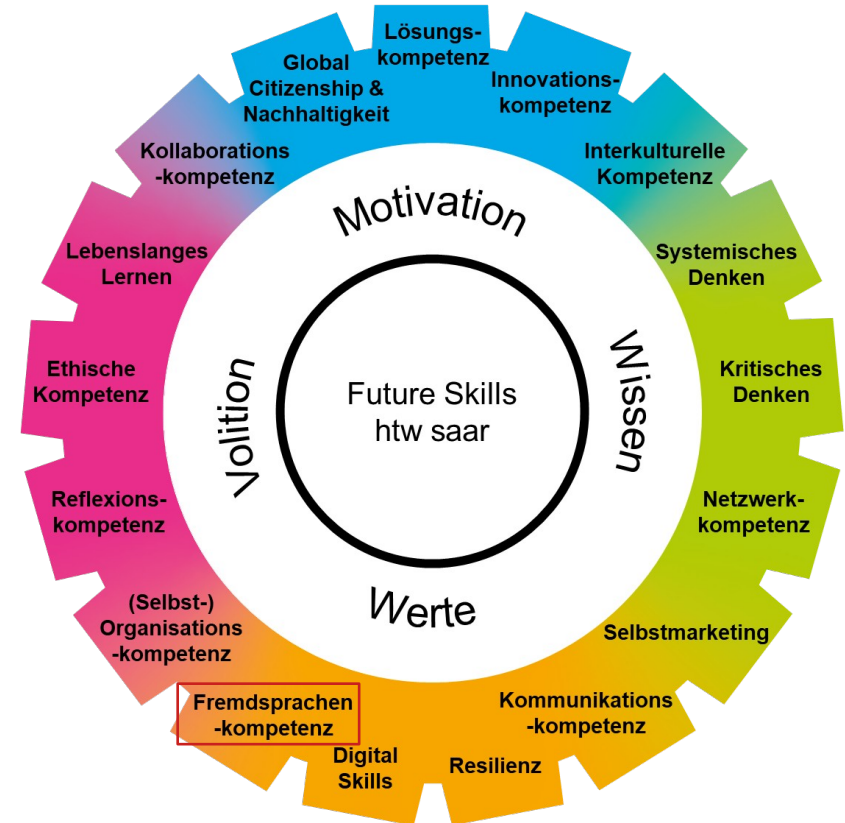 Lösungs-
kompetenz
Innovations-
kompetenz
Interkulturelle
Kompetenz
Systemisches
Denken
Kritisches
Denken
Netzwerk-
kompetenz
Selbstmarketing
Kommunikations
-kompetenz
Resilienz
Digital
Skills
Fremdsprachen
-kompetenz
(Selbst-)
Organisations
-kompetenz
Reflexions-
kompetenz
Ethische
Kompetenz
Lebenslanges
Lernen
Kollaborations
-kompetenz
Global
Citizenship &
Nachhaltigkeit
Motivation
Wissen
Werte
Volition
Future Skills
htw saar